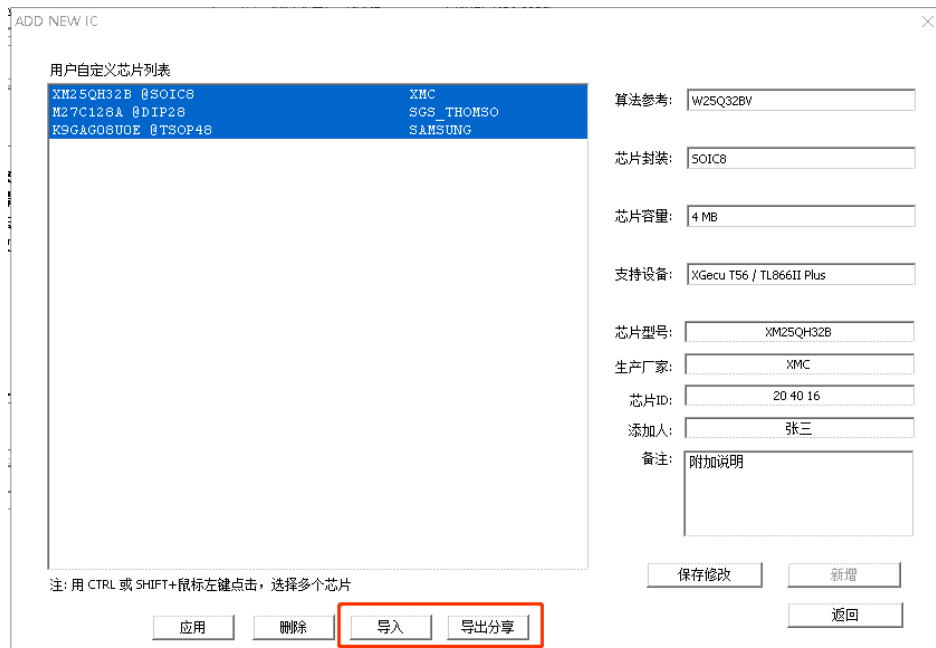 ADD NEW IC
用户自定义芯片列表
XM25QH32B @SOIC8 XMC
M27C128A @DIP28 SGS_THOMSO
K9GAG08U0E @TSOP48 SAMSUNG
注: 用 CTRL 或 SHIFT+鼠标左键点击，选择多个芯片
应用 删除 导入 导出分享
算法参考: W25Q32BV
芯片封装: SOIC8
芯片容量: 4 MB
支持设备: XGecu T56 / TL866II Plus
芯片型号: XM25QH32B
生产厂家: XMC
芯片ID: 20 40 16
添加人: 张三
备注: 附加说明
保存修改 新增
返回